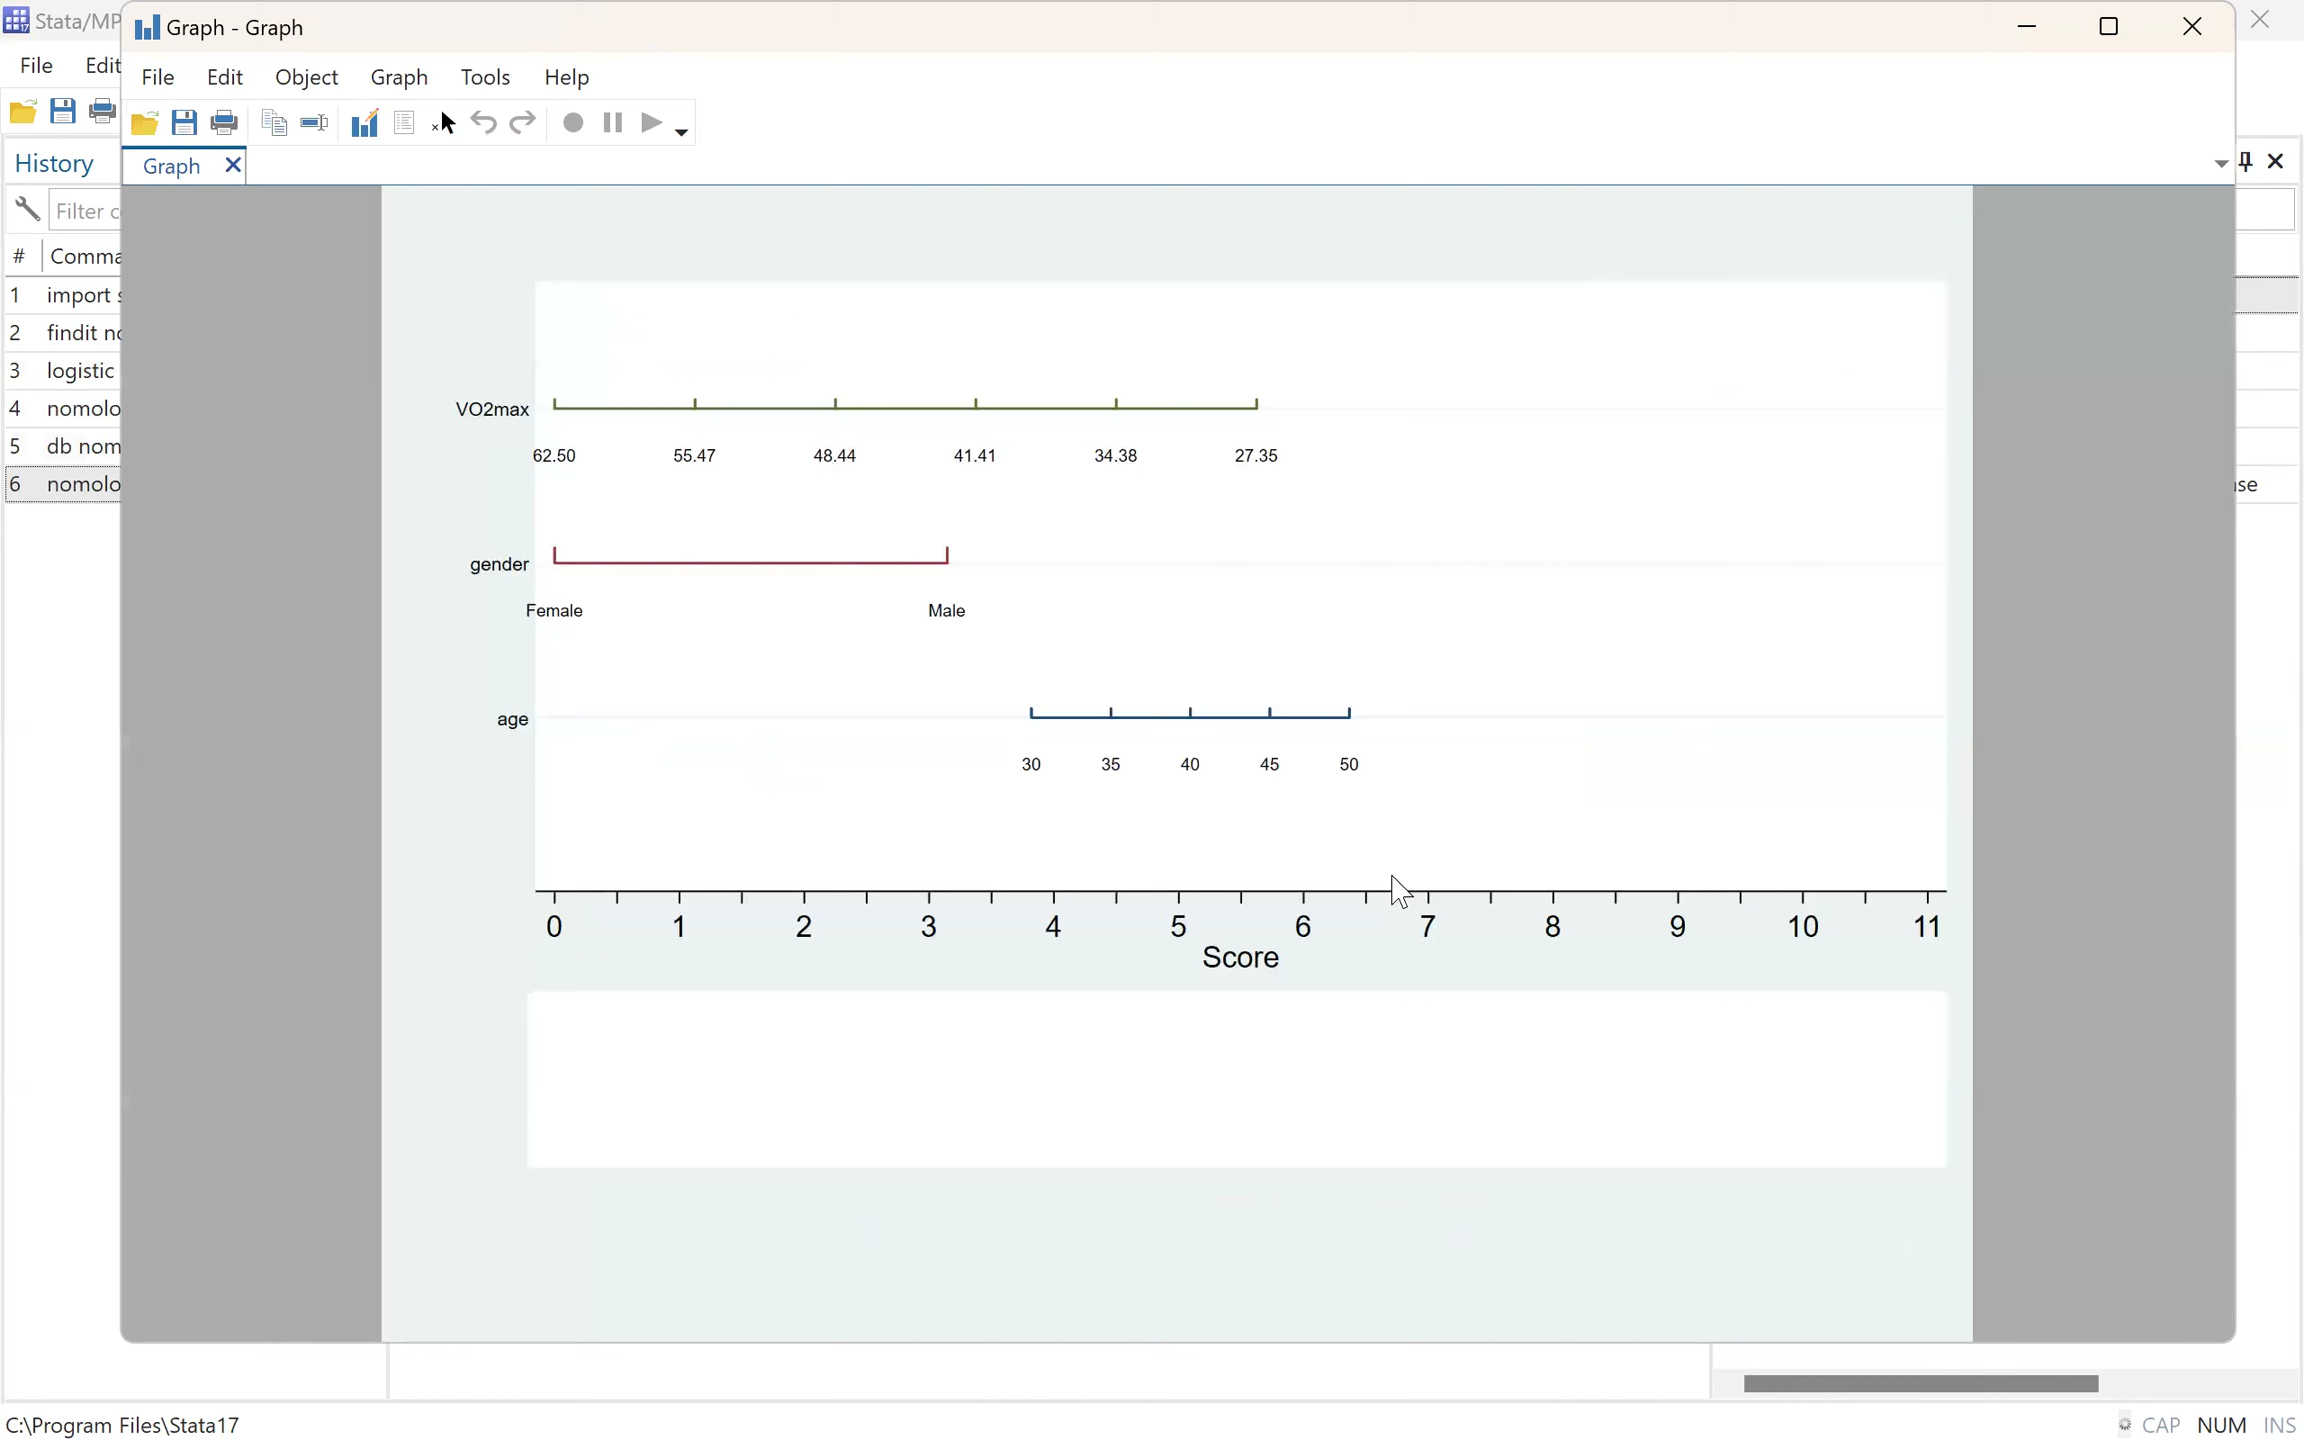 Stata/MP
Graph - Graph
File Edit
File Edit Object Graph Tools Help
History
Graph
Filter c
# Comma
1 import s
2 findit no
3 logistic
4 nomolo
5 db nom
6 nomolo
se
VO2max
62.50 55.47 48.44 41.41 34.38 27.35
gender
Female Male
age
30 35 40 45 50
0 1 2 3 4 5 6 7 8 9 10 11
Score
C:\Program Files\Stata17
CAP NUM INS